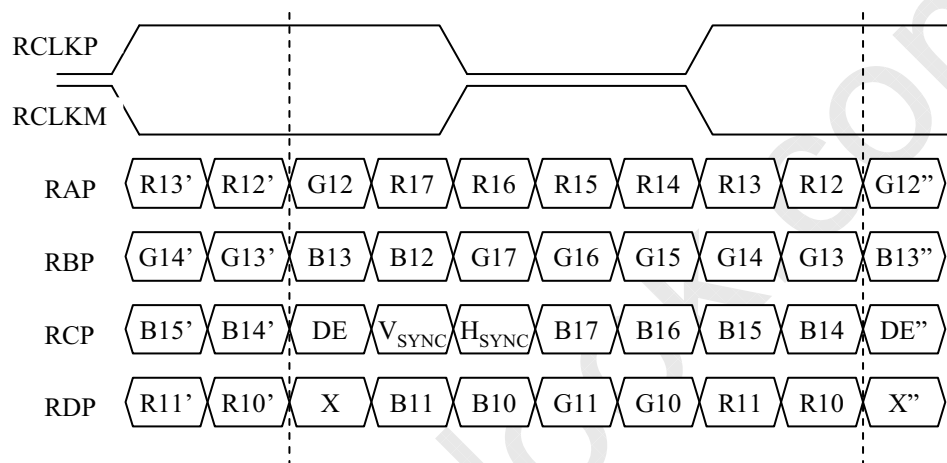 RCLKP
RCLKM
RAP R13’ R12’ G12 R17 R16 R15 R14 R13 R12 G12”
RBP G14’ G13’ B13 B12 G17 G16 G15 G14 G13 B13”
RCP B15’ B14’ DE VSYNC HSYNC B17 B16 B15 B14 DE”
RDP R11’ R10’ X B11 B10 G11 G10 R11 R10 X”